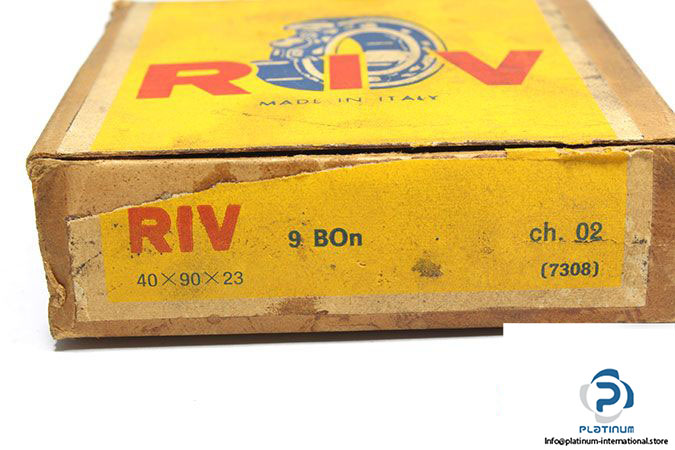 RIV
MADE IN ITALY
RIV 9 BOn ch. 02
40×90×23 (7308)
PLATINUM
Info@platinum-international.store